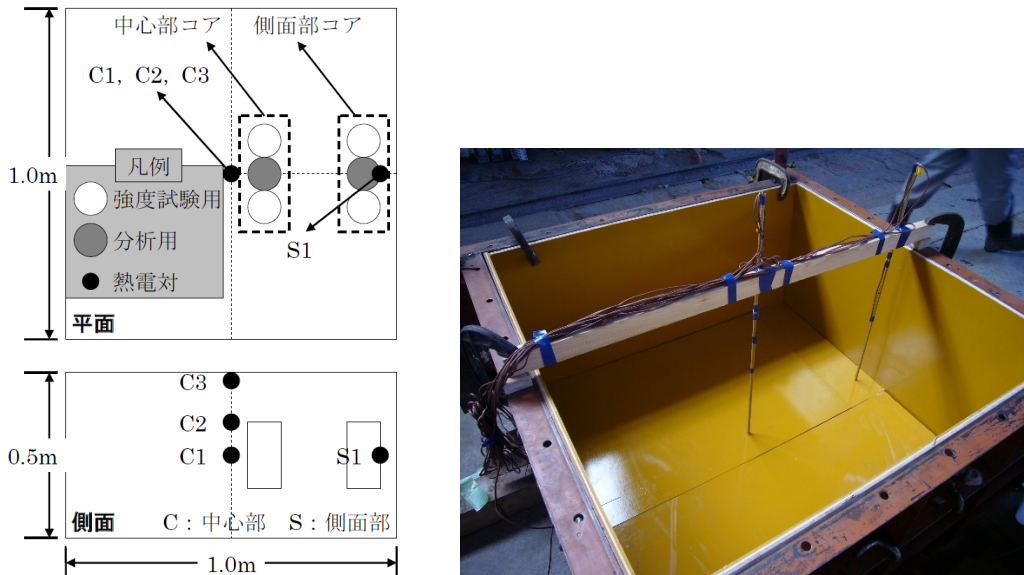 中心部コア 側面部コア
C1, C2, C3
1.0m
凡例
強度試験用
分析用
熱電対
S1
平面
C3
C2
C1
S1
0.5m
側面 C：中心部 S：側面部
1.0m